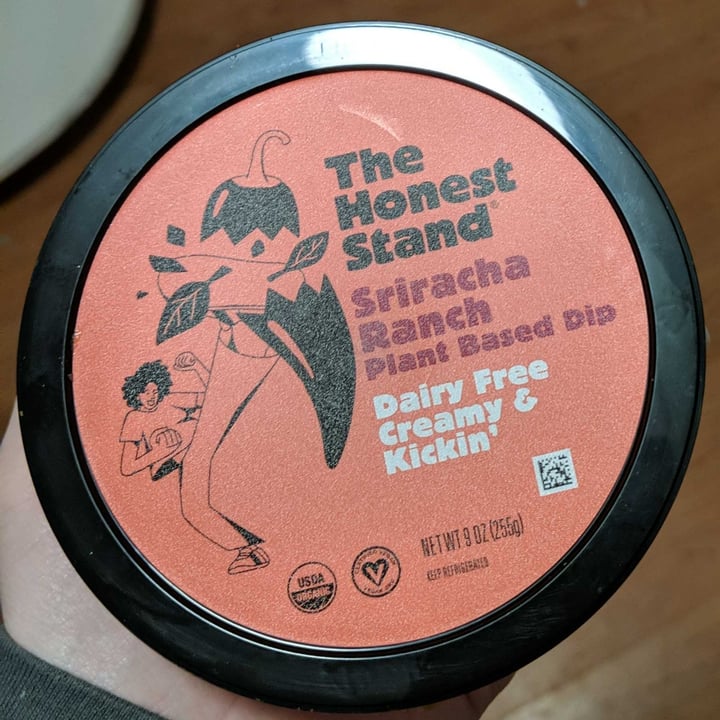 The
Honest
Stand®
Sriracha
Ranch
Plant Based Dip
Dairy Free
Creamy &
Kickin'
NET WT 9 OZ (255g)
KEEP REFRIGERATED
USDA
ORGANIC